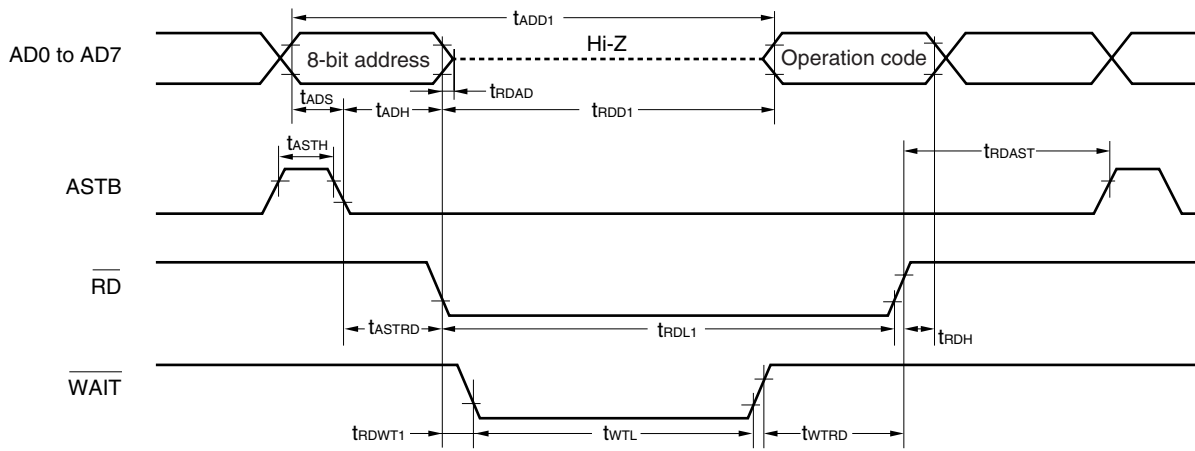 tADD1
AD0 to AD7
8-bit address
Hi-Z
Operation code
tRDAD
tADS
tADH
tRDD1
tASTH
tRDAST
ASTB
RD
tASTRD
tRDL1
tRDH
WAIT
tRDWT1
tWTL
tWTRD